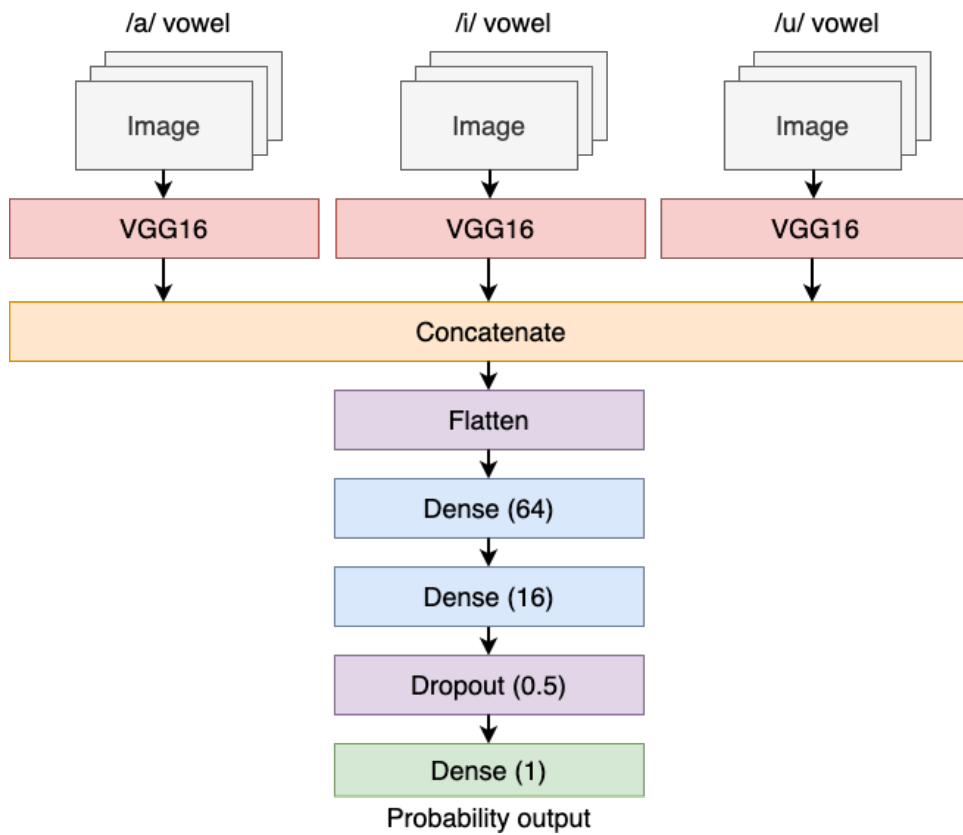 /a/ vowel /i/ vowel /u/ vowel
Image Image Image
VGG16 VGG16 VGG16
Concatenate
Flatten
Dense (64)
Dense (16)
Dropout (0.5)
Dense (1)
Probability output